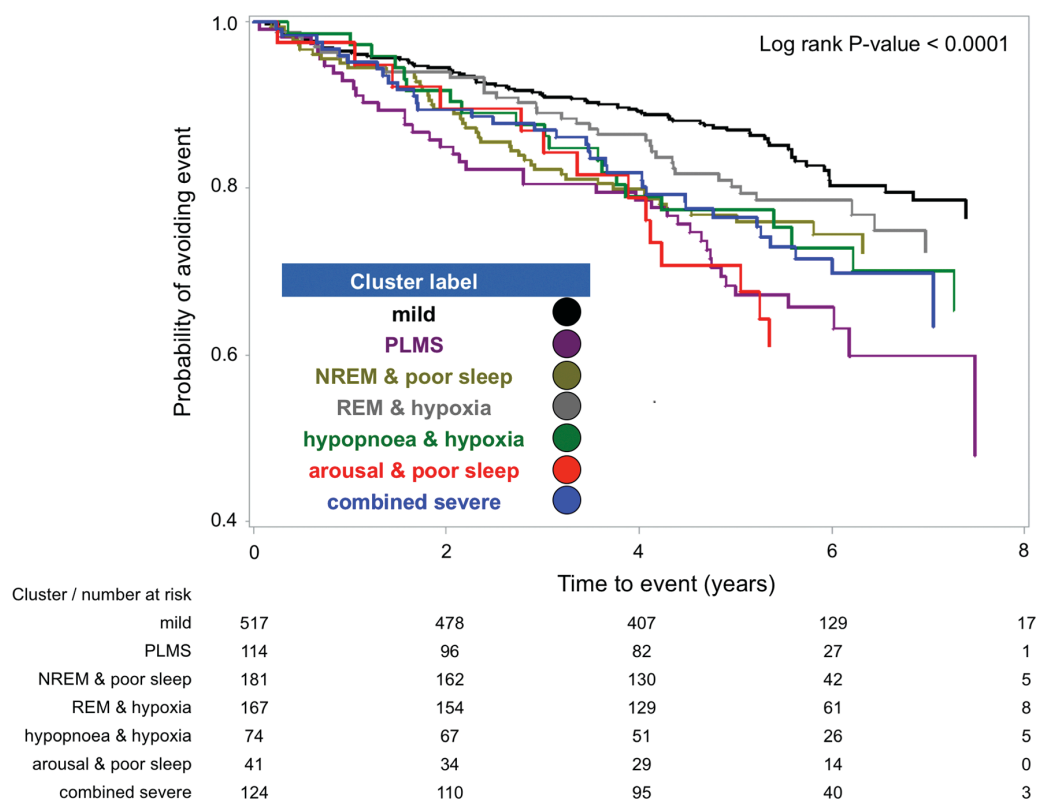 1.0
Log rank P-value < 0.0001
0.8
Probability of avoiding event
Cluster label
mild
PLMS
0.6
NREM & poor sleep
REM & hypoxia
hypopnoea & hypoxia
arousal & poor sleep
combined severe
0.4
0 2 4 6 8
Time to event (years)
Cluster / number at risk
mild 517 478 407 129 17
PLMS 114 96 82 27 1
NREM & poor sleep 181 162 130 42 5
REM & hypoxia 167 154 129 61 8
hypopnoea & hypoxia 74 67 51 26 5
arousal & poor sleep 41 34 29 14 0
combined severe 124 110 95 40 3